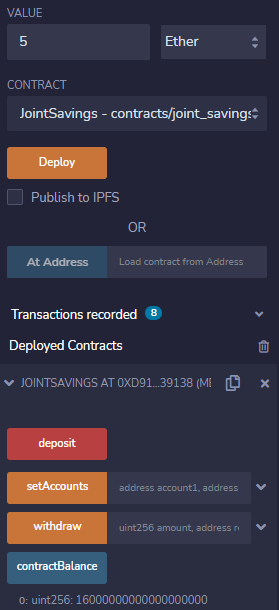 VALUE
5
Ether
CONTRACT
JointSavings - contracts/joint_savings
Deploy
Publish to IPFS
OR
At Address
Load contract from Address
Transactions recorded 8
Deployed Contracts
JOINTSAVINGS AT 0XD91...39138 (ME
deposit
setAccounts
address account1, address
withdraw
uint256 amount, address re
contractBalance
0: uint256: 16000000000000000000